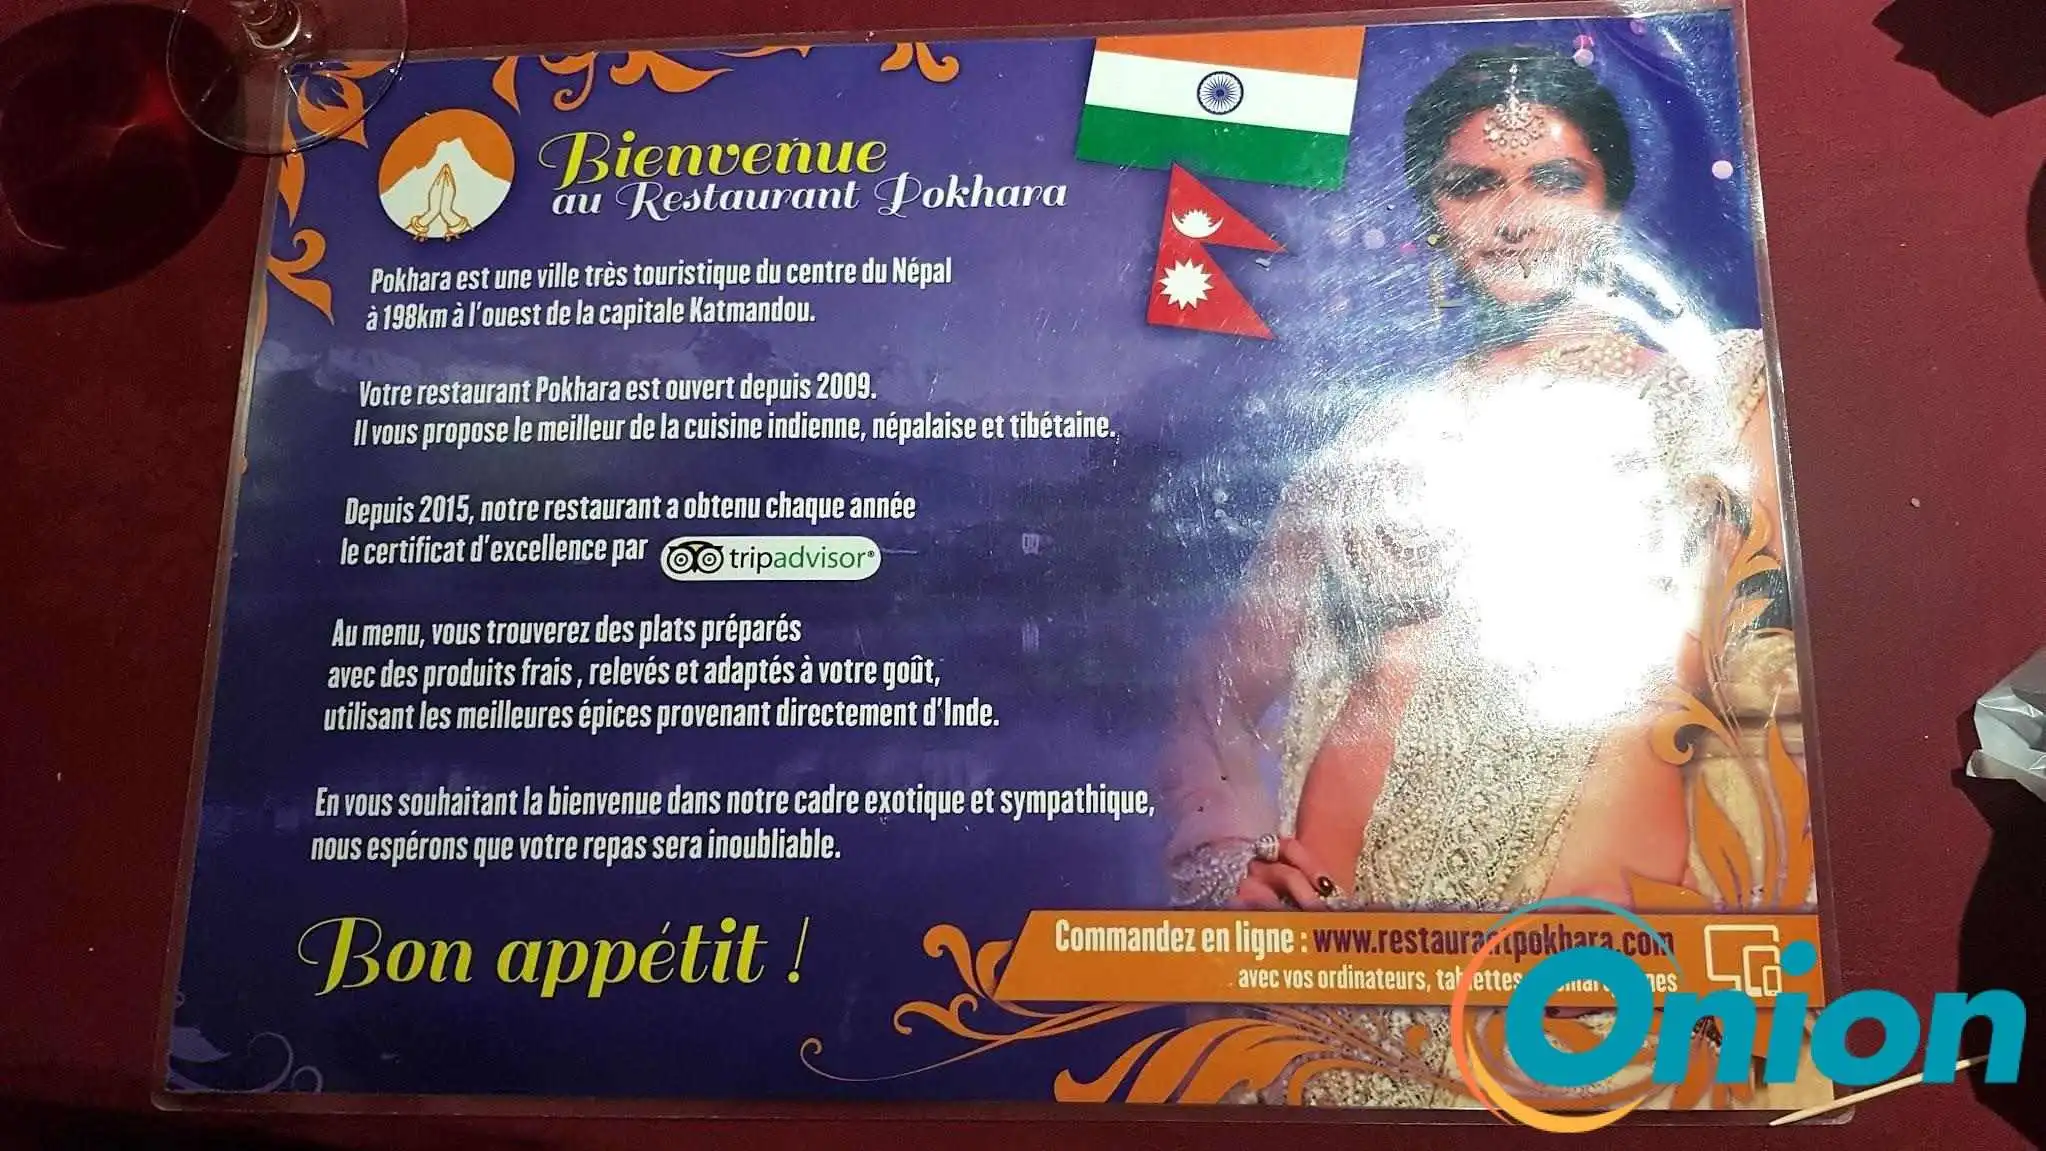 Bienvenue
au Restaurant Pokhara
Pokhara est une ville très touristique du centre du Népal
à 198km à l'ouest de la capitale Katmandou.
Votre restaurant Pokhara est ouvert depuis 2009.
Il vous propose le meilleur de la cuisine indienne, népalaise et tibétaine.
Depuis 2015, notre restaurant a obtenu chaque année
le certificat d'excellence par tripadvisor®
Au menu, vous trouverez des plats préparés
avec des produits frais , relevés et adaptés à votre goût,
utilisant les meilleures épices provenant directement d'Inde.
En vous souhaitant la bienvenue dans notre cadre exotique et sympathique,
nous espérons que votre repas sera inoubliable.
Bon appétit !
Commandez en ligne : www.restaurantpokhara.com
avec vos ordinateurs, tablettes
Onion